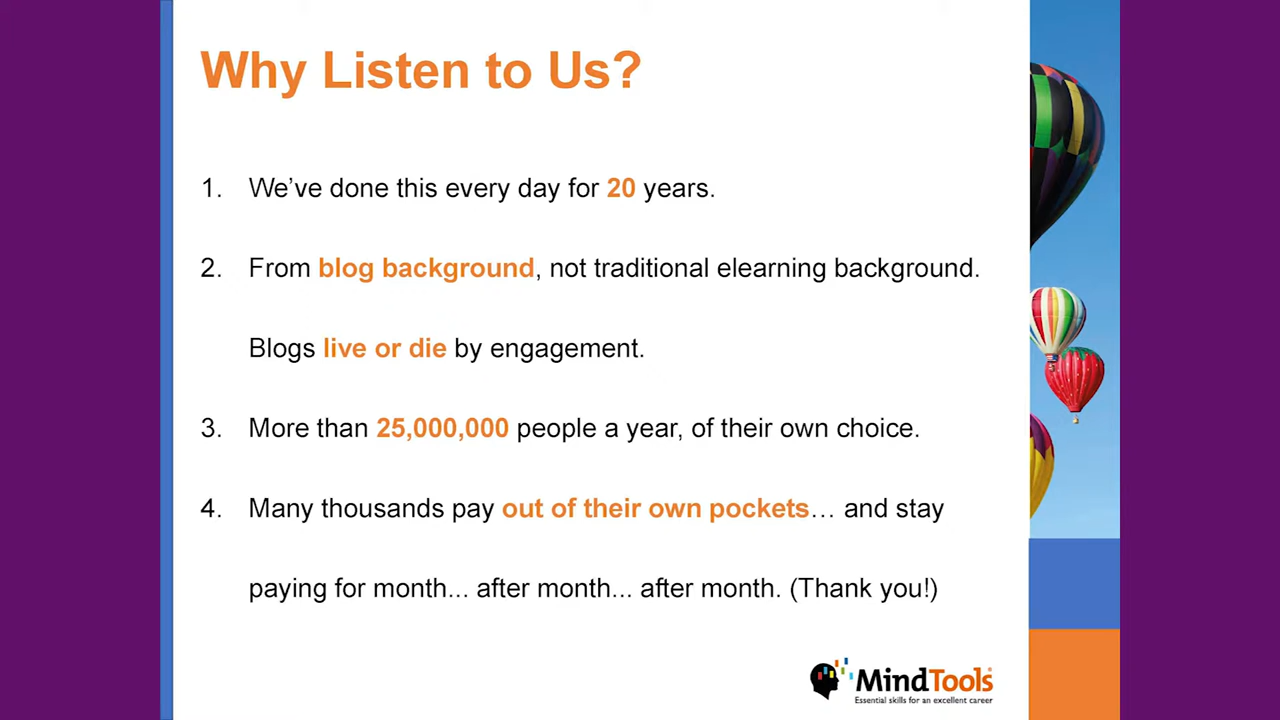 Why Listen to Us?
1. We’ve done this every day for 20 years.
2. From blog background, not traditional elearning background.
Blogs live or die by engagement.
3. More than 25,000,000 people a year, of their own choice.
4. Many thousands pay out of their own pockets… and stay
paying for month... after month... after month. (Thank you!)
MindTools®
Essential skills for an excellent career